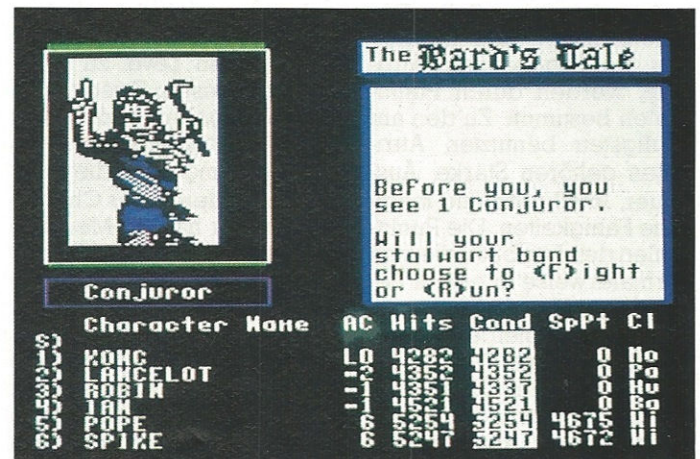 The Bard's Tale
Before you, you
see 1 Conjuror.
Will your
stalwart band
choose to <F>ight
or <R>un?
Conjuror
Character Name AC Hits Cond SpPt Cl
S)
1) KONG LO 4282 4282 0 Mo
2) LANCELOT -2 4352 4352 0 Pa
3) ROBIN -1 4351 4337 0 Hu
4) IAN -1 4521 4521 0 Ba
5) POPE 6 5254 5254 4675 Wi
6) SPIKE 6 5247 5247 4672 Wi